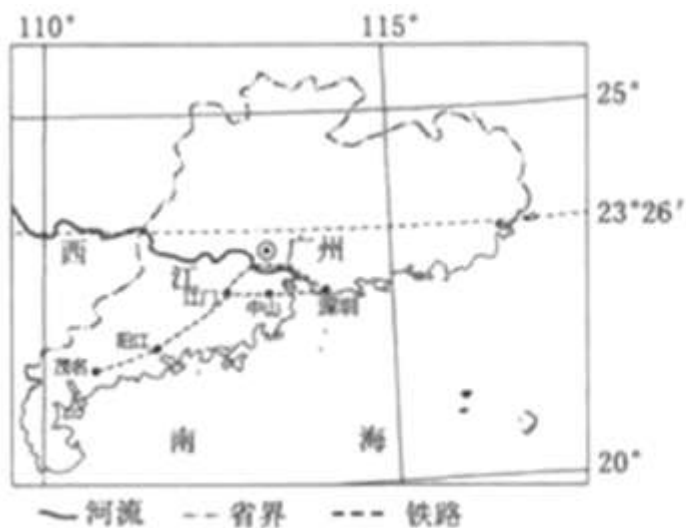 110° 115°
25°
23°26′
西 广州
江
江门 中山 深圳
阳江
茂名
南 海
20°
河流 省界 铁路